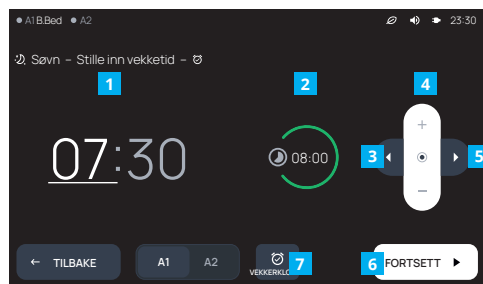 A1 B.Bed A2 23:30
Søvn – Stille inn vekketid –
1 2 4
07:30 08:00 + 3 5
−
← TILBAKE A1 A2 7 6 FORTSETT